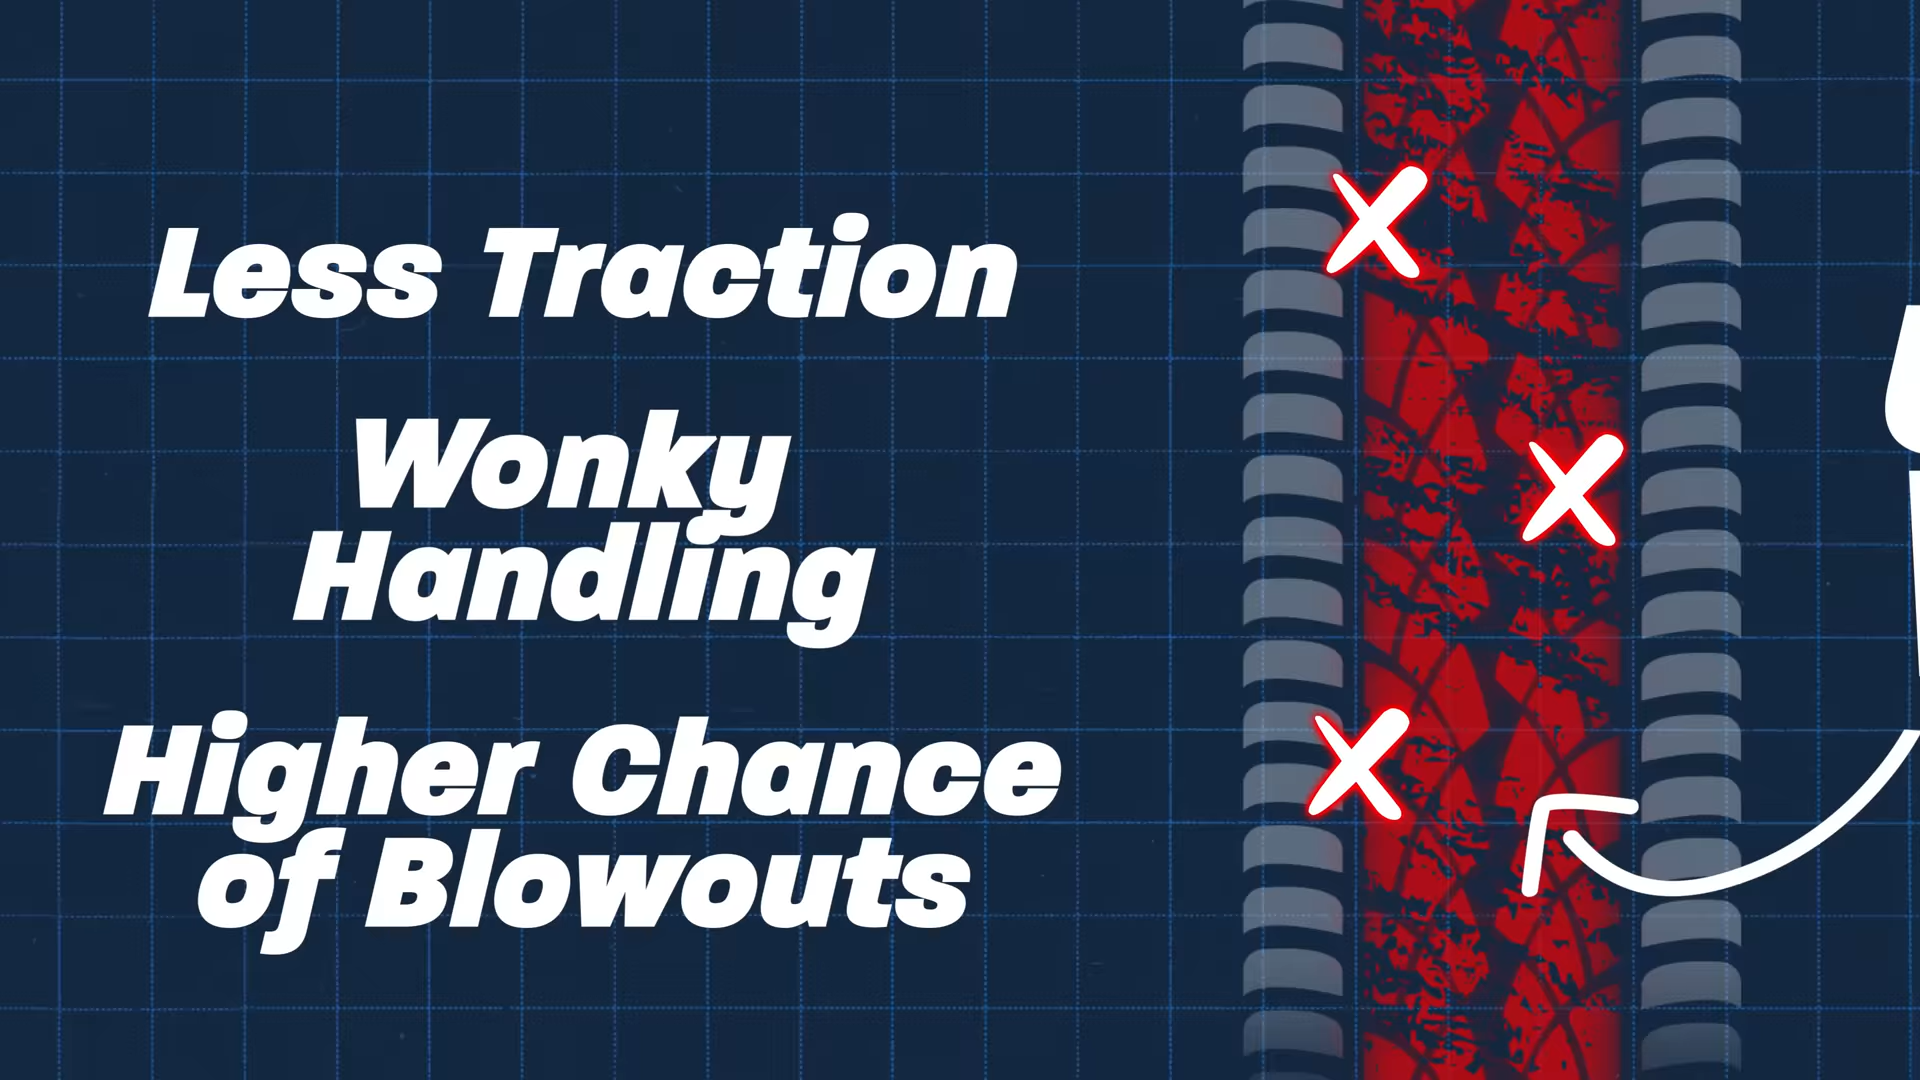 Less Traction
Wonky
Handling
Higher Chance
of Blowouts